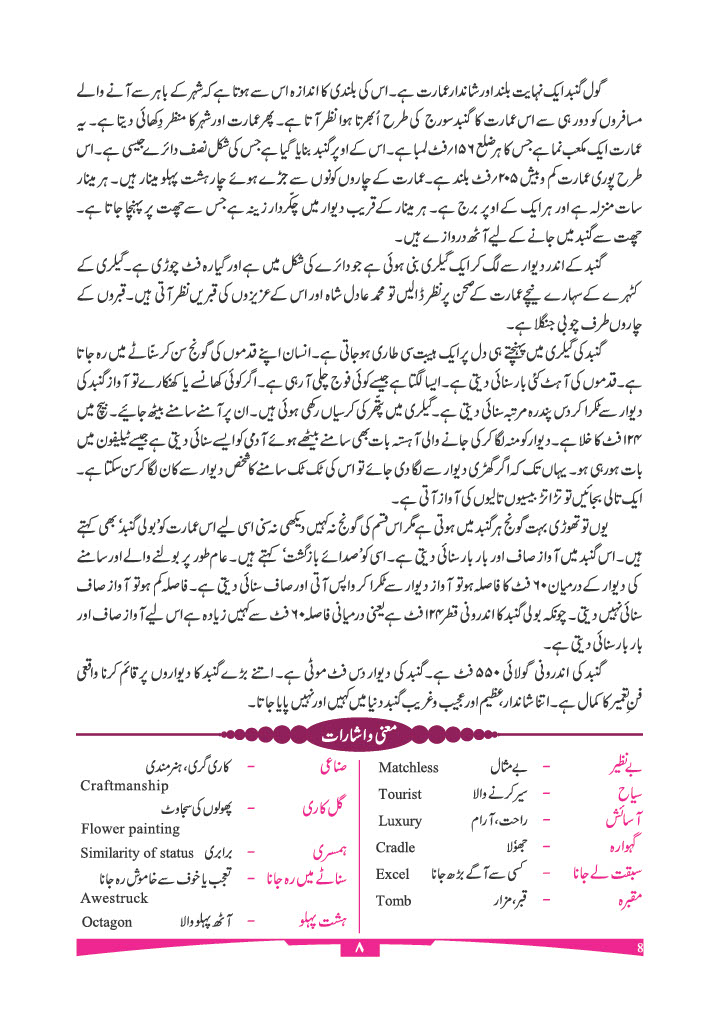 گول گنبد ایک نہایت بلند اور شاندار عمارت ہے۔ اس کی بلندی کا اندازہ اس سے ہوتا ہے کہ شہر کے باہر سے آنے والے
مسافروں کو دور ہی سے اس عمارت کا گنبد سورج کی طرح اُبھرتا ہوا نظر آتا ہے۔ پھر عمارت اور شہر کا منظر دِکھائی دیتا ہے۔ یہ
عمارت ایک مکعب نما ہے جس کا ہر ضلع ۱۵۶؍فٹ لمبا ہے۔ اس کے اوپر گنبد بنایا گیا ہے جس کی شکل نصف دائرے جیسی ہے۔ اس
طرح پوری عمارت کم و بیش ۲۰۵؍فٹ بلند ہے۔ عمارت کے چاروں کونوں سے جڑے ہوئے چار ہشت پہلو مینار ہیں۔ ہر مینار
سات منزلہ ہے اور ہر ایک کے اوپر برج ہے۔ ہر مینار کے قریب دیوار میں چکّر دار زینہ ہے جس سے چھت پر پہنچا جاتا ہے۔
چھت سے گنبد میں جانے کے لیے آٹھ دروازے ہیں۔
گنبد کے اندر دیوار سے لگ کر ایک گیلری بنی ہوئی ہے جو دائرے کی شکل میں ہے اور گیارہ فٹ چوڑی ہے۔ گیلری کے
کٹہرے کے سہارے نیچے عمارت کے صحن پر نظر ڈالیں تو محمد عادل شاہ اور اس کے عزیزوں کی قبریں نظر آتی ہیں۔ قبروں کے
چاروں طرف چوبی جنگلا ہے۔
گنبد کی گیلری میں پہنچتے ہی دل پر ایک ہیبت سی طاری ہو جاتی ہے۔ انسان اپنے قدموں کی گونج سن کر سنّاٹے میں رہ جاتا
ہے۔ قدموں کی آہٹ کئی بار سنائی دیتی ہے۔ ایسا لگتا ہے جیسے کوئی فوج چلی آ رہی ہے۔ اگر کوئی کھانسے یا کھنکارے تو آواز گنبد کی
دیوار سے ٹکرا کر دس پندرہ مرتبہ سنائی دیتی ہے۔ گیلری میں پتّھر کی کرسیاں رکھی ہوئی ہیں۔ ان پر آمنے سامنے بیٹھ جائیے۔ بیچ میں
۱۲۴ فٹ کا خلا ہے۔ دیوار کو منہ لگا کر کی جانے والی آہستہ بات بھی سامنے بیٹھے ہوئے آدمی کو ایسے سنائی دیتی ہے جیسے ٹیلیفون میں
بات ہو رہی ہو۔ یہاں تک کہ اگر گھڑی دیوار سے لگا دی جائے تو اس کی ٹک ٹک سامنے کا شخص دیوار سے کان لگا کر سن سکتا ہے۔
ایک تالی بجائیں تو تڑاتڑ بیسیوں تالیوں کی آواز آتی ہے۔
یوں تو تھوڑی بہت گونج ہر گنبد میں ہوتی ہے مگر اس قسم کی گونج نہ کہیں دیکھی نہ سنی اسی لیے اس عمارت کو ’بولی گنبد‘ بھی کہتے
ہیں۔ اس گنبد میں آواز صاف اور بار بار سنائی دیتی ہے۔ اسی کو ’صدائے بازگشت‘ کہتے ہیں۔ عام طور پر بولنے والے اور سامنے
کی دیوار کے درمیان ۶۰ فٹ کا فاصلہ ہو تو آواز دیوار سے ٹکرا کر واپس آتی اور صاف سنائی دیتی ہے۔ فاصلہ کم ہو تو آواز صاف
سنائی نہیں دیتی۔ چونکہ بولی گنبد کا اندرونی قطر ۱۲۴ فٹ ہے یعنی درمیانی فاصلہ ۶۰ فٹ سے کہیں زیادہ ہے اس لیے آواز صاف اور
بار بار سنائی دیتی ہے۔
گنبد کی اندرونی گولائی ۵۵۰ فٹ ہے۔ گنبد کی دیوار دس فٹ موٹی ہے۔ اتنے بڑے گنبد کا دیواروں پر قائم کرنا واقعی
فنِ تعمیر کا کمال ہے۔ اتنا شاندار، عظیم اور عجیب و غریب گنبد دنیا میں کہیں اور نہیں پایا جاتا۔
معنی و اشارات
بے نظیر - بے مثال Matchless
سیاح - سیر کرنے والا Tourist
آسائش - راحت، آرام Luxury
گہوارہ - جھوٗلا Cradle
سبقت لے جانا - کسی سے آگے بڑھ جانا Excel
مقبرہ - قبر، مزار Tomb
صناعی - کاری گری، ہنر مندی
Craftmanship
گل کاری - پھولوں کی سجاوٹ
Flower painting
ہمسری - برابری Similarity of status
سناٹے میں رہ جانا - تعجب یا خوف سے خاموش رہ جانا
Awestruck
ہشت پہلو - آٹھ پہلو والا Octagon
۸
8